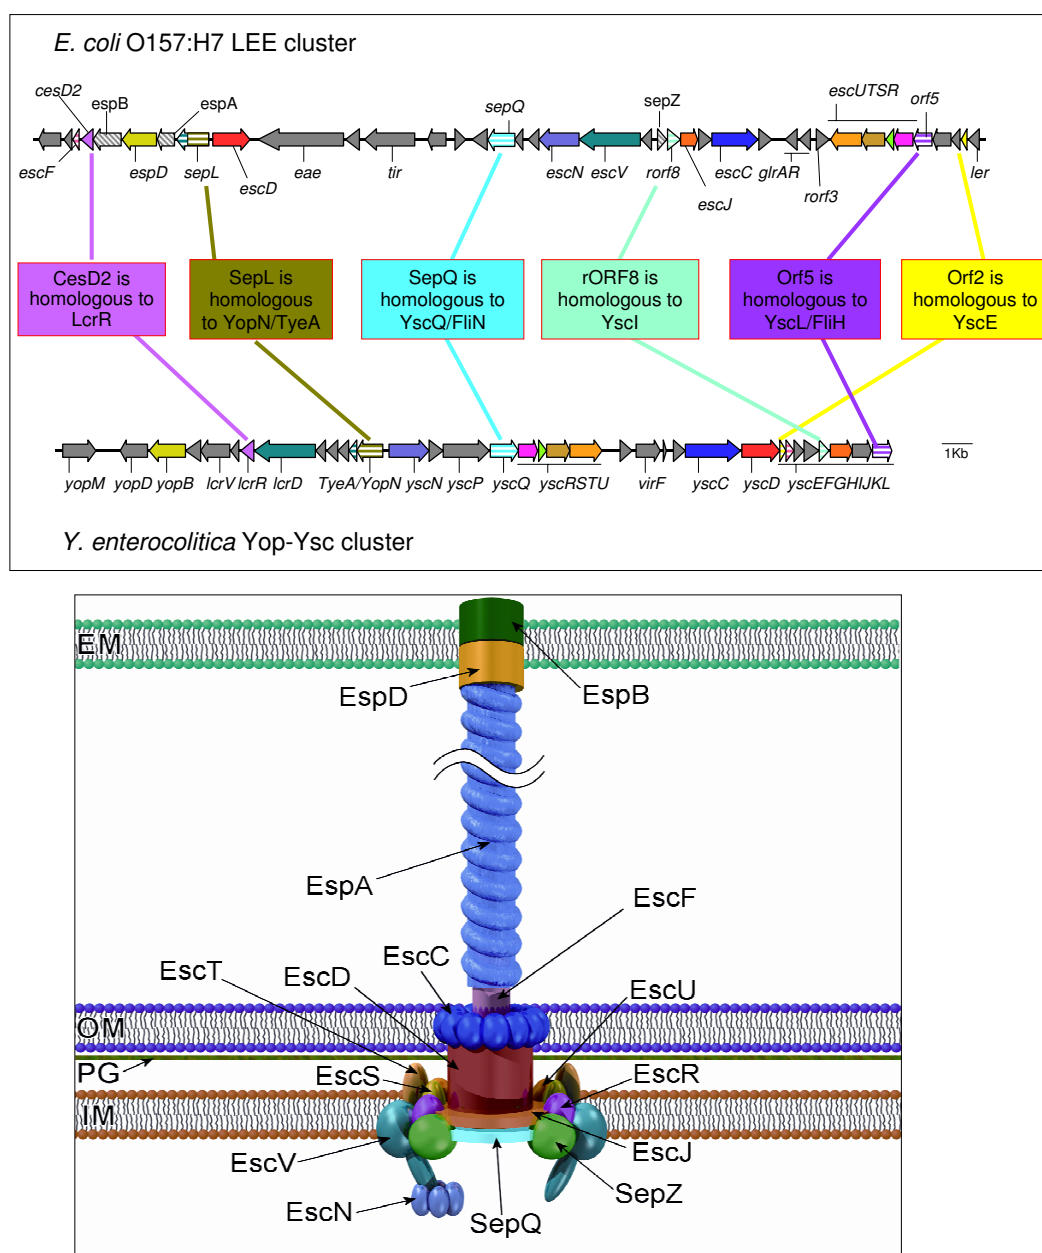 E. coli O157:H7 LEE cluster
cesD2
espB
espA
sepQ
sepZ
escUTSR
orf5
escF
espD
sepL
escD
eae
tir
escN
escV
rorf8
escJ
escC
glrAR
rorf3
ler
CesD2 is
homologous to
LcrR
SepL is
homologous
to YopN/TyeA
SepQ is
homologous to
YscQ/FliN
rORF8 is
homologous to
YscI
Orf5 is
homologous to
YscL/FliH
Orf2 is
homologous to
YscE
yopM
yopD
yopB
lcrV
lcrR
lcrD
TyeA/YopN
yscN
yscP
yscQ
yscRSTU
virF
yscC
yscD
yscEFGHIJKL
1Kb
Y. enterocolitica Yop-Ysc cluster
EM
EspD
EspB
EspA
EscF
EscC
EscT
EscD
EscU
OM
PG
EscS
EscR
IM
EscV
EscJ
SepZ
EscN
SepQ